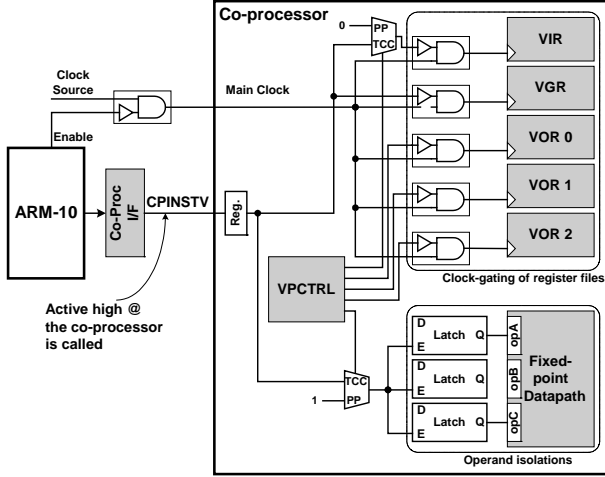 Co-processor
0
PP
TCC
VIR
Clock
Source
Main Clock
VGR
Enable
VOR 0
ARM-10
Co-Proc
I/F
CPINSTV
Reg.
VOR 1
VOR 2
VPCTRL
Clock-gating of register files
Active high @
the co-processor
is called
D
E
Latch
Q
opA
TCC
PP
1
D
E
Latch
Q
opB
Fixed-
point
Datapath
D
E
Latch
Q
opC
Operand isolations